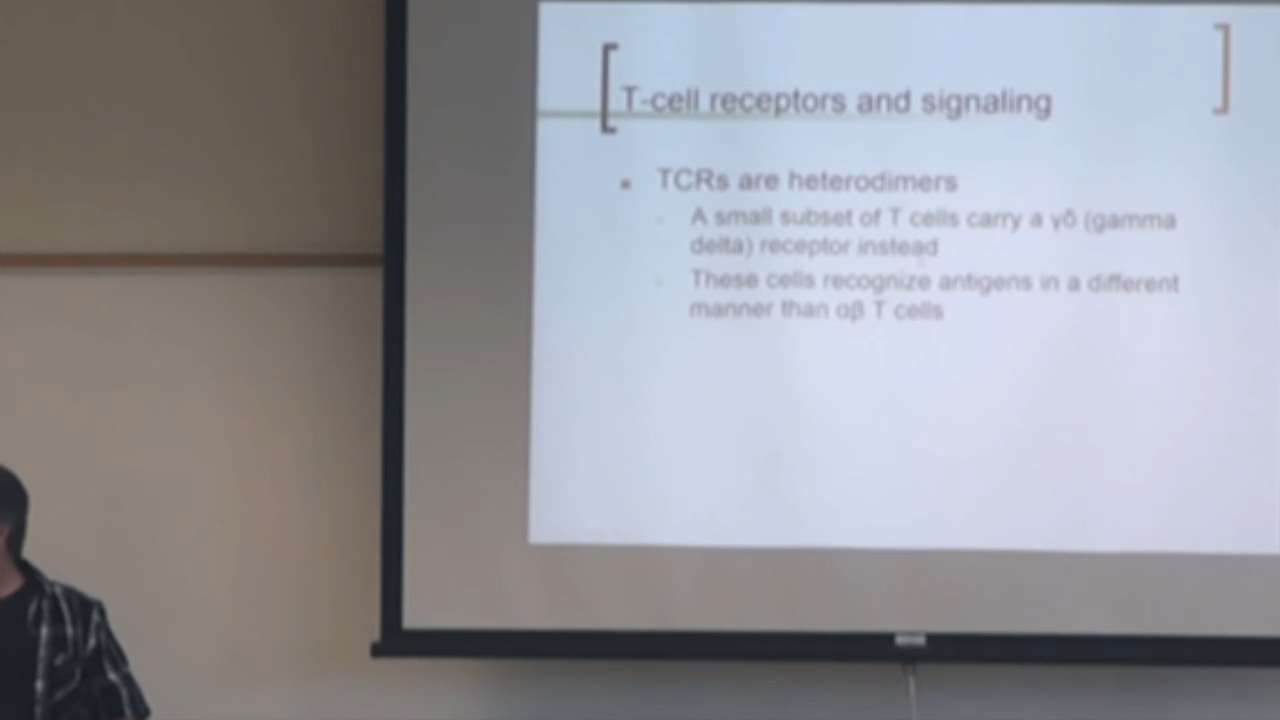 T-cell receptors and signaling
TCRs are heterodimers
A small subset of T cells carry a γδ (gamma
delta) receptor instead
These cells recognize antigens in a different
manner than αβ T cells